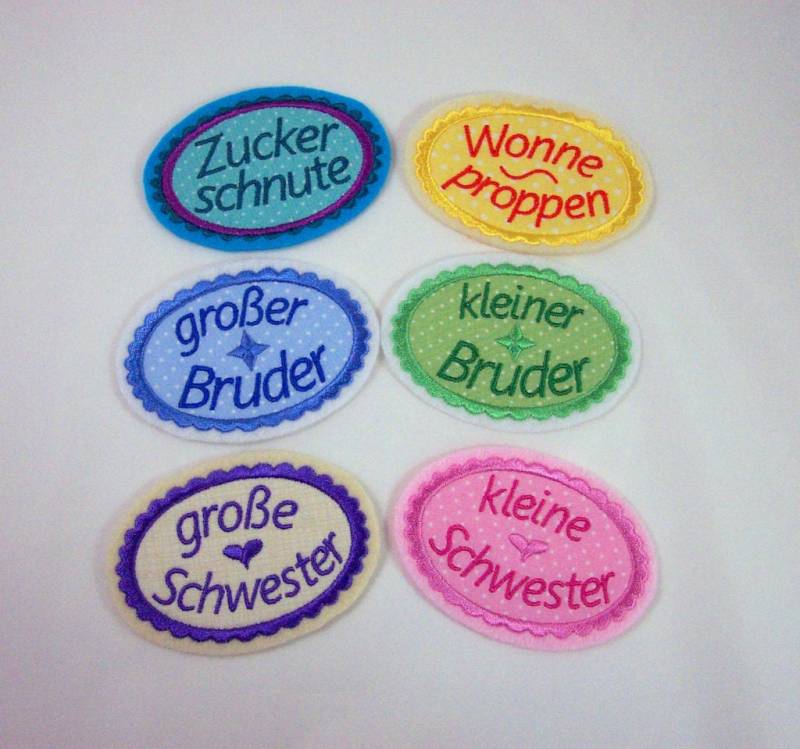 Zucker
schnute
Wonne
proppen
großer
Bruder
kleiner
Bruder
große
Schwester
kleine
Schwester